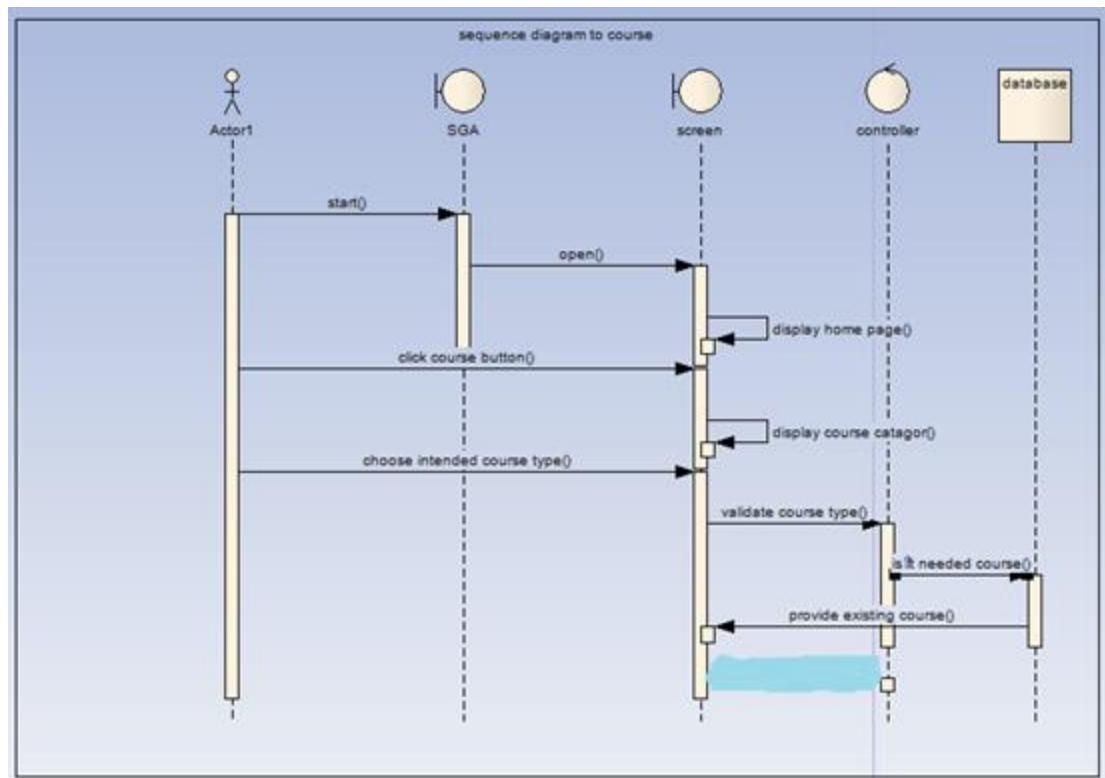 sequence diagram to course
Actor1
SGA
screen
controller
database
start()
open()
display home page()
click course button()
display course catagor()
choose intended course type()
validate course type()
is it needed course()
provide existing course()